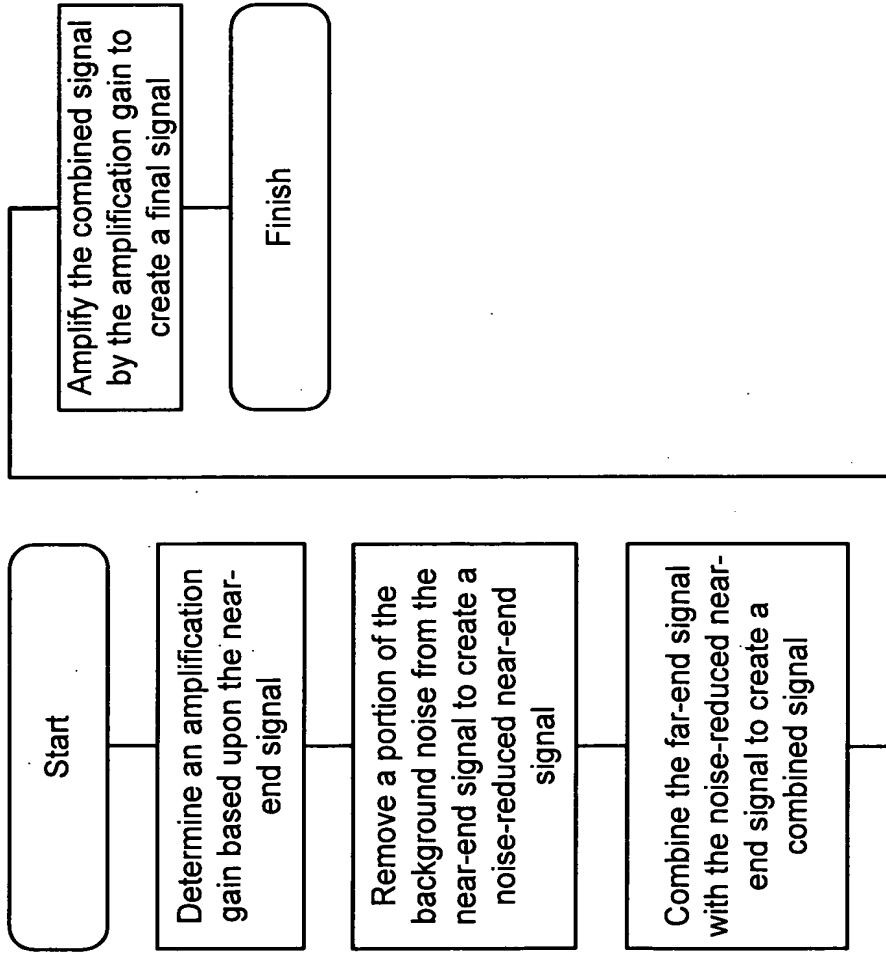 Start
Determine an amplification
gain based upon the near-
end signal
Remove a portion of the
background noise from the
near-end signal to create a
noise-reduced near-end
signal
Combine the far-end signal
with the noise-reduced near-
end signal to create a
combined signal
Amplify the combined signal
by the amplification gain to
create a final signal
Finish